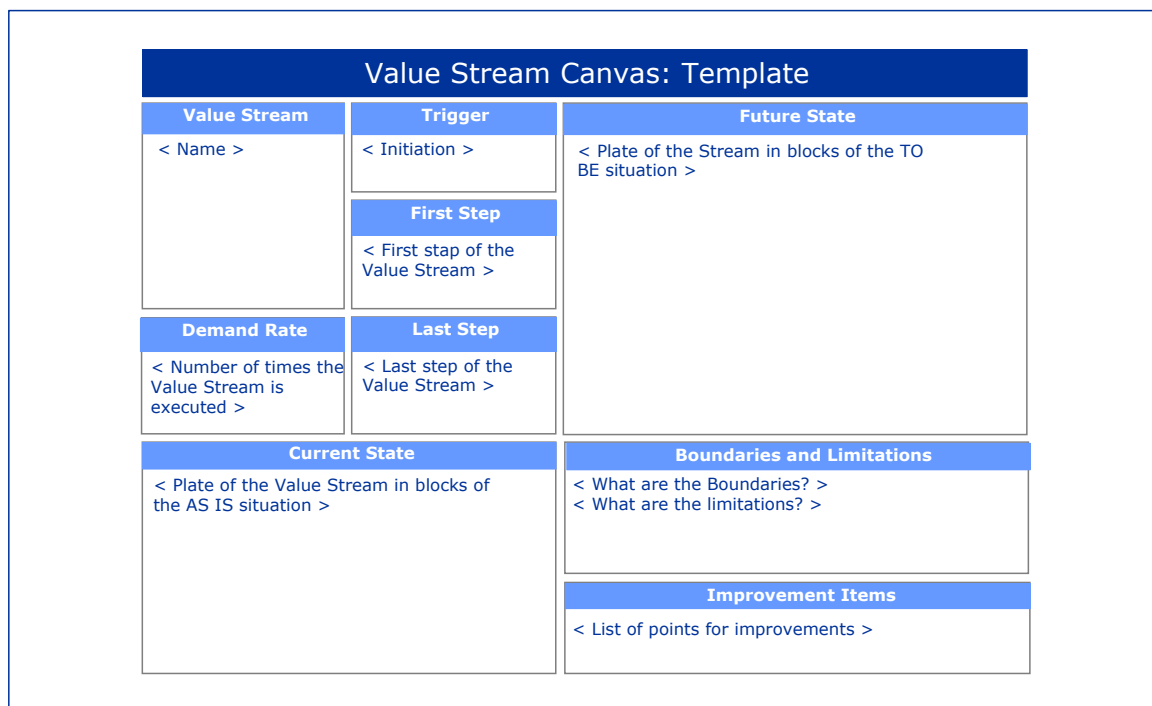 Value Stream Canvas: Template
Value Stream
< Name >
Trigger
< Initiation >
First Step
< First stap of the
Value Stream >
Demand Rate
< Number of times the
Value Stream is
executed >
Last Step
< Last step of the
Value Stream >
Future State
< Plate of the Stream in blocks of the TO
BE situation >
Current State
< Plate of the Value Stream in blocks of
the AS IS situation >
Boundaries and Limitations
< What are the Boundaries? >
< What are the limitations? >
Improvement Items
< List of points for improvements >